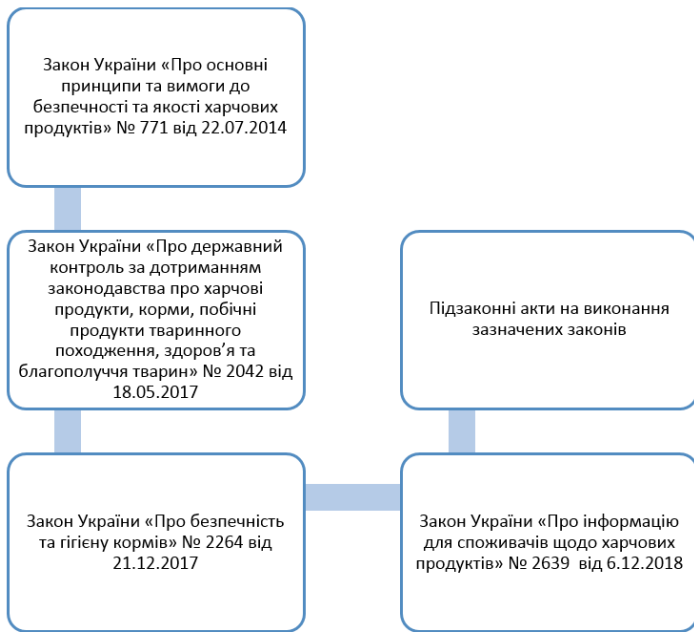 Закон України «Про основні
принципи та вимоги до
безпечності та якості харчових
продуктів» № 771 від 22.07.2014
Закон України «Про державний
контроль за дотриманням
законодавства про харчові
продукти, корми, побічні
продукти тваринного
походження, здоров’я та
благополуччя тварин» № 2042 від
18.05.2017
Закон України «Про безпечність
та гігієну кормів» № 2264 від
21.12.2017
Закон України «Про інформацію
для споживачів щодо харчових
продуктів» № 2639 від 6.12.2018
Підзаконні акти на виконання
зазначених законів